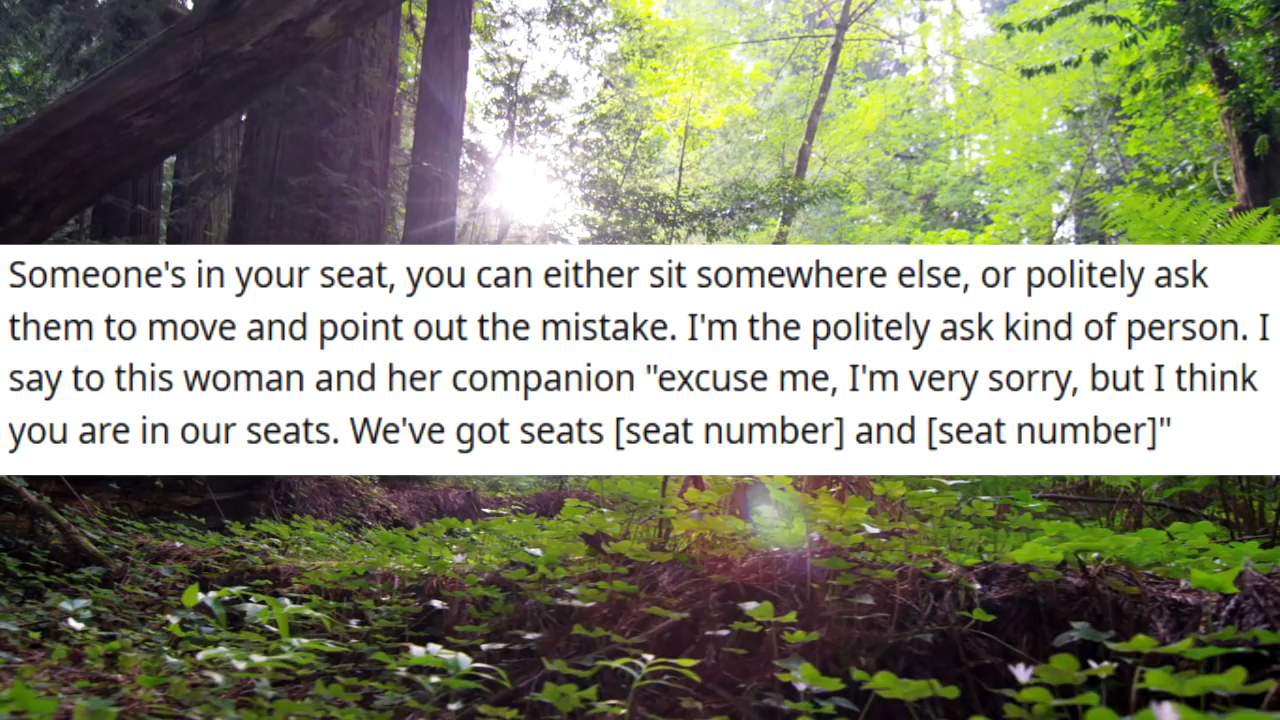 Someone's in your seat, you can either sit somewhere else, or politely ask
them to move and point out the mistake. I'm the politely ask kind of person. I
say to this woman and her companion "excuse me, I'm very sorry, but I think
you are in our seats. We've got seats [seat number] and [seat number]"